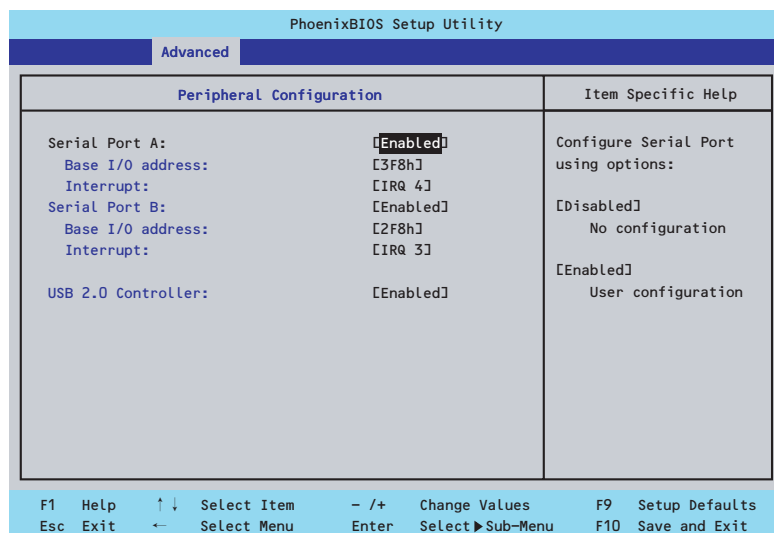 PhoenixBIOS Setup Utility
Advanced
Peripheral Configuration
Item Specific Help
Serial Port A: [Enabled]
Base I/O address: [3F8h]
Interrupt: [IRQ 4]
Serial Port B: [Enabled]
Base I/O address: [2F8h]
Interrupt: [IRQ 3]
USB 2.0 Controller: [Enabled]
Configure Serial Port
using options:
[Disabled]
No configuration
[Enabled]
User configuration
F1 Help ↑↓ Select Item - /+ Change Values F9 Setup Defaults
Esc Exit ← Select Menu Enter Select ▶ Sub-Menu F10 Save and Exit